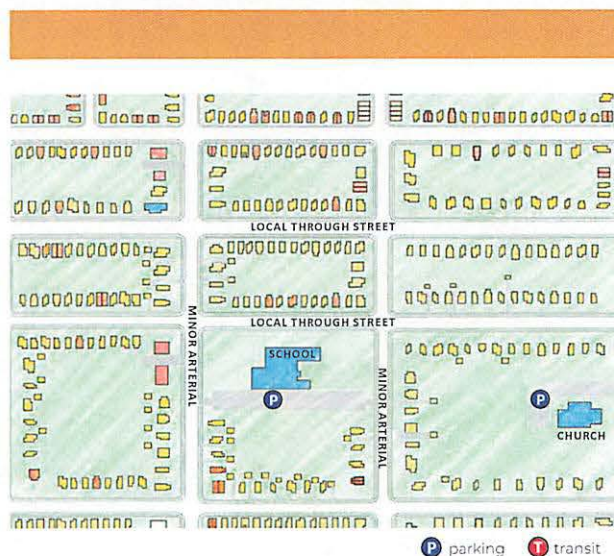 LOCAL THROUGH STREET
LOCAL THROUGH STREET
MINOR ARTERIAL
SCHOOL
P
MINOR ARTERIAL
P
CHURCH
P parking
T transit